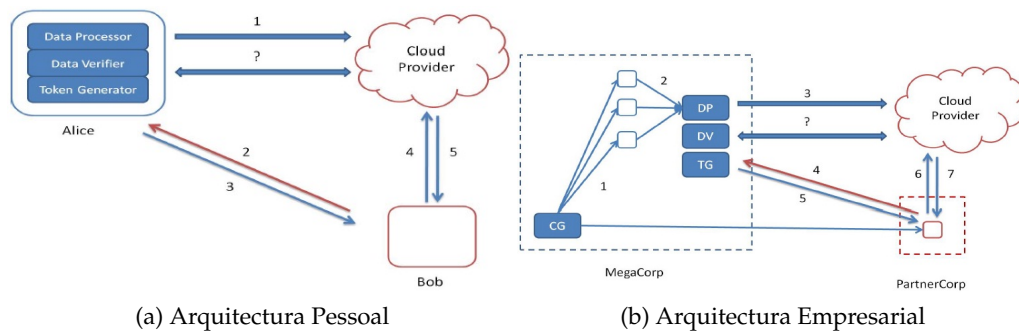 Data Processor
Data Verifier
Token Generator
Alice
1
?
Cloud
Provider
2
3
4
5
Bob
(a) Arquitectura Pessoal
2
DP
DV
TG
3
?
Cloud
Provider
1
4
5
6
7
CG
MegaCorp
PartnerCorp
(b) Arquitectura Empresarial